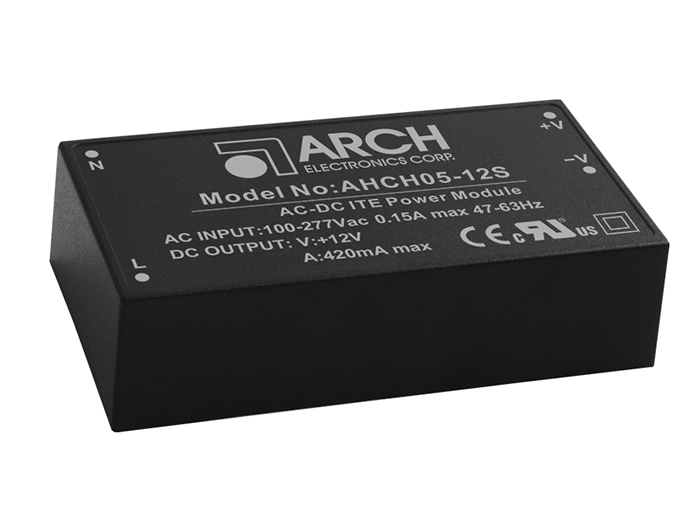 ARCH
ELECTRONICS CORP.
Model No:AHCH05-12S
AC-DC ITE Power Module
AC INPUT:100-277Vac 0.15A max 47-63Hz
DC OUTPUT: V:+12V
A:420mA max
CE c RU US
N
L
+V
−V